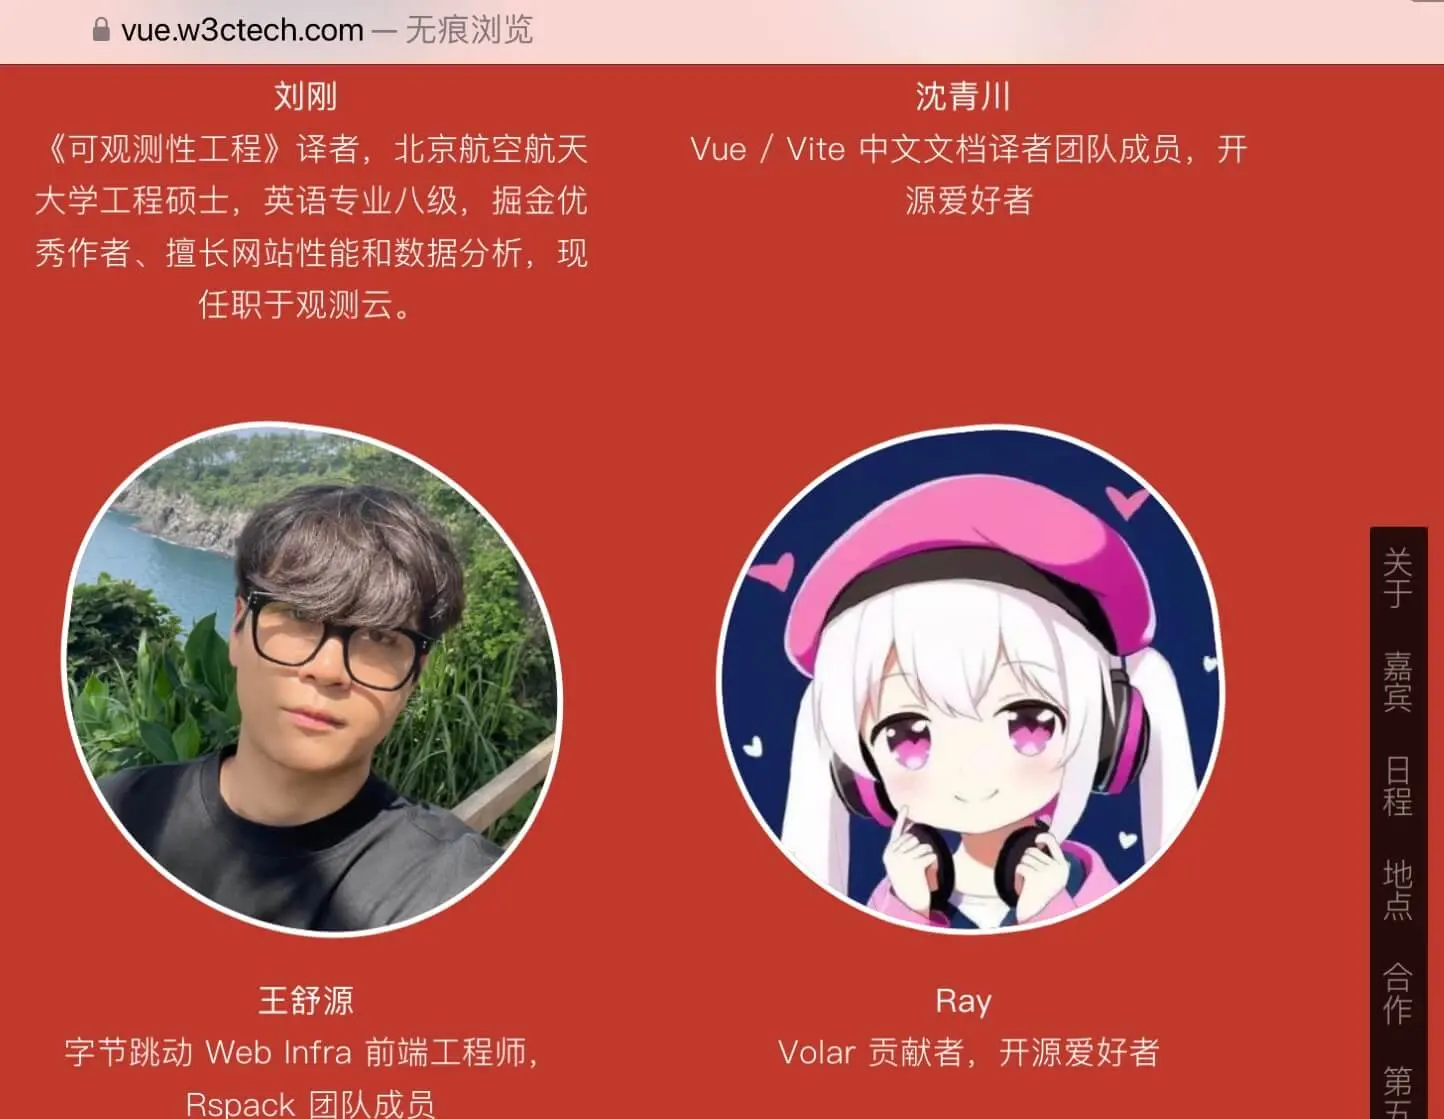 vue.w3ctech.com — 无痕浏览
刘刚
《可观测性工程》译者，北京航空航天
大学工程硕士，英语专业八级，掘金优
秀作者、擅长网站性能和数据分析，现
任职于观测云。
沈青川
Vue / Vite 中文文档译者团队成员，开
源爱好者
王舒源
字节跳动 Web Infra 前端工程师，
Rspack 团队成员
Ray
Volar 贡献者，开源爱好者
关于
嘉宾
日程
地点
合作
第五